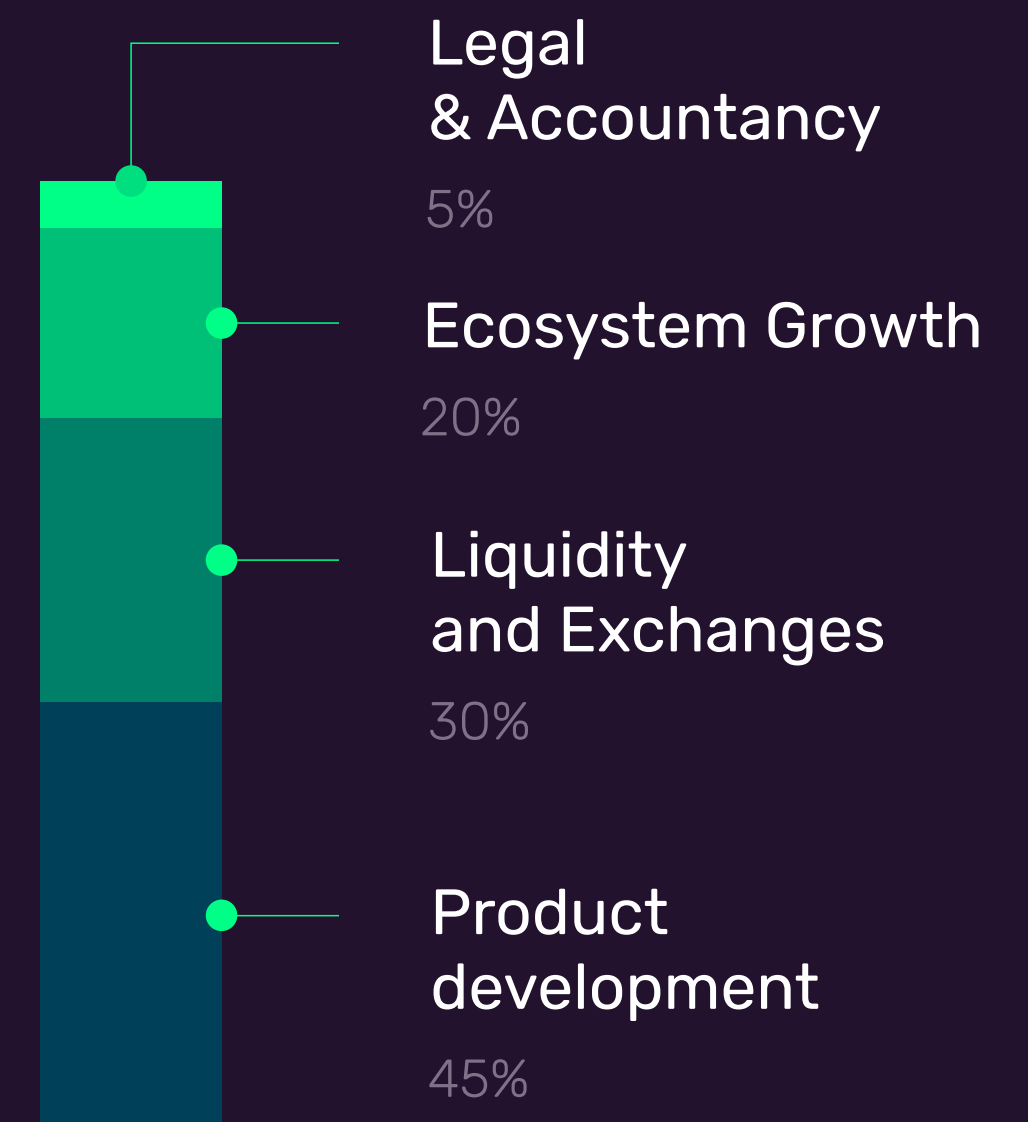 Legal
& Accountancy
5%
Ecosystem Growth
20%
Liquidity
and Exchanges
30%
Product
development
45%